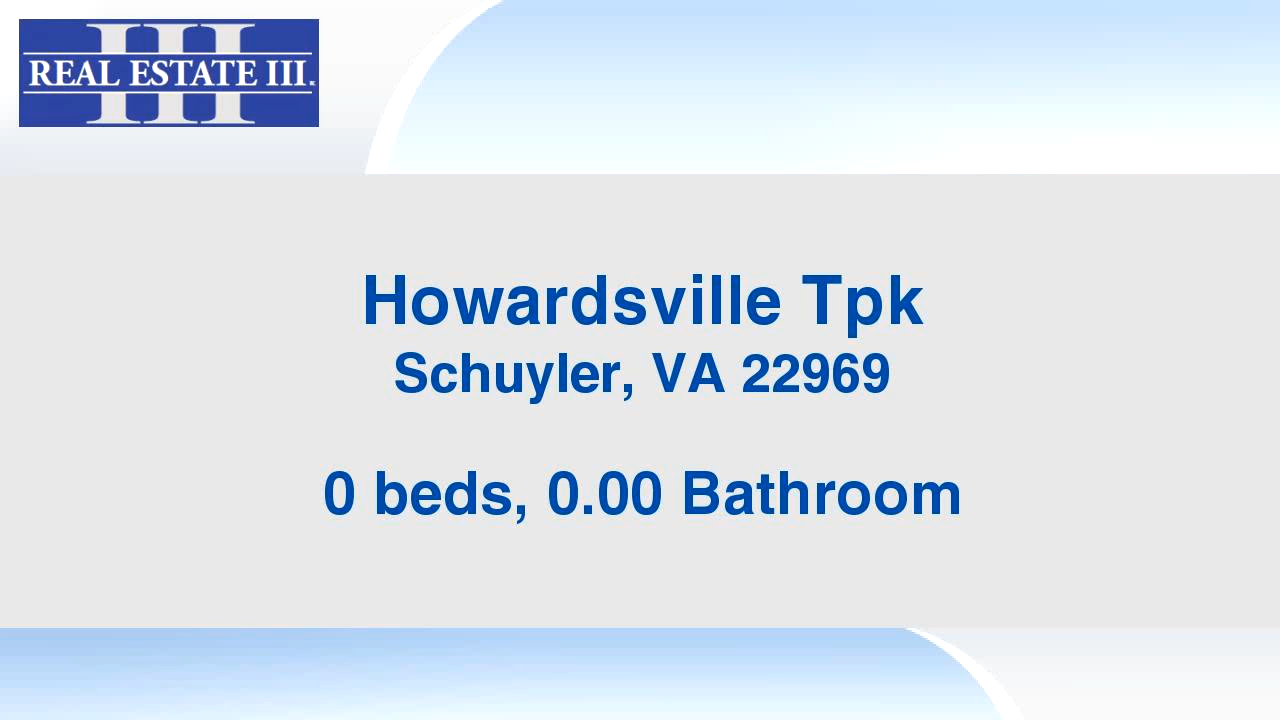 REAL ESTATE III.
Howardsville Tpk
Schuyler, VA 22969
0 beds, 0.00 Bathroom